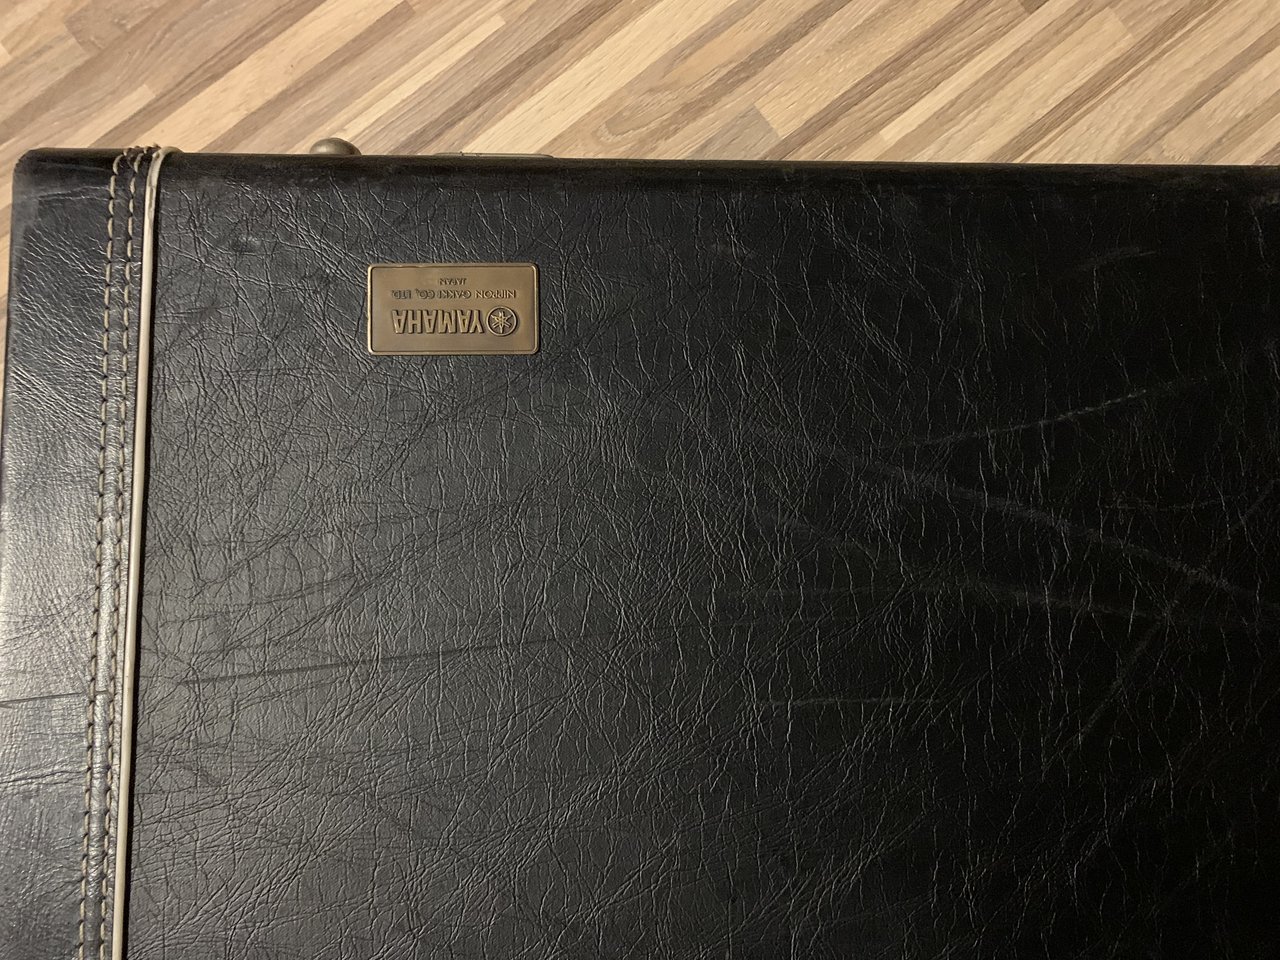 YAMAHA
NIPPON GAKKI CO., LTD.
JAPAN